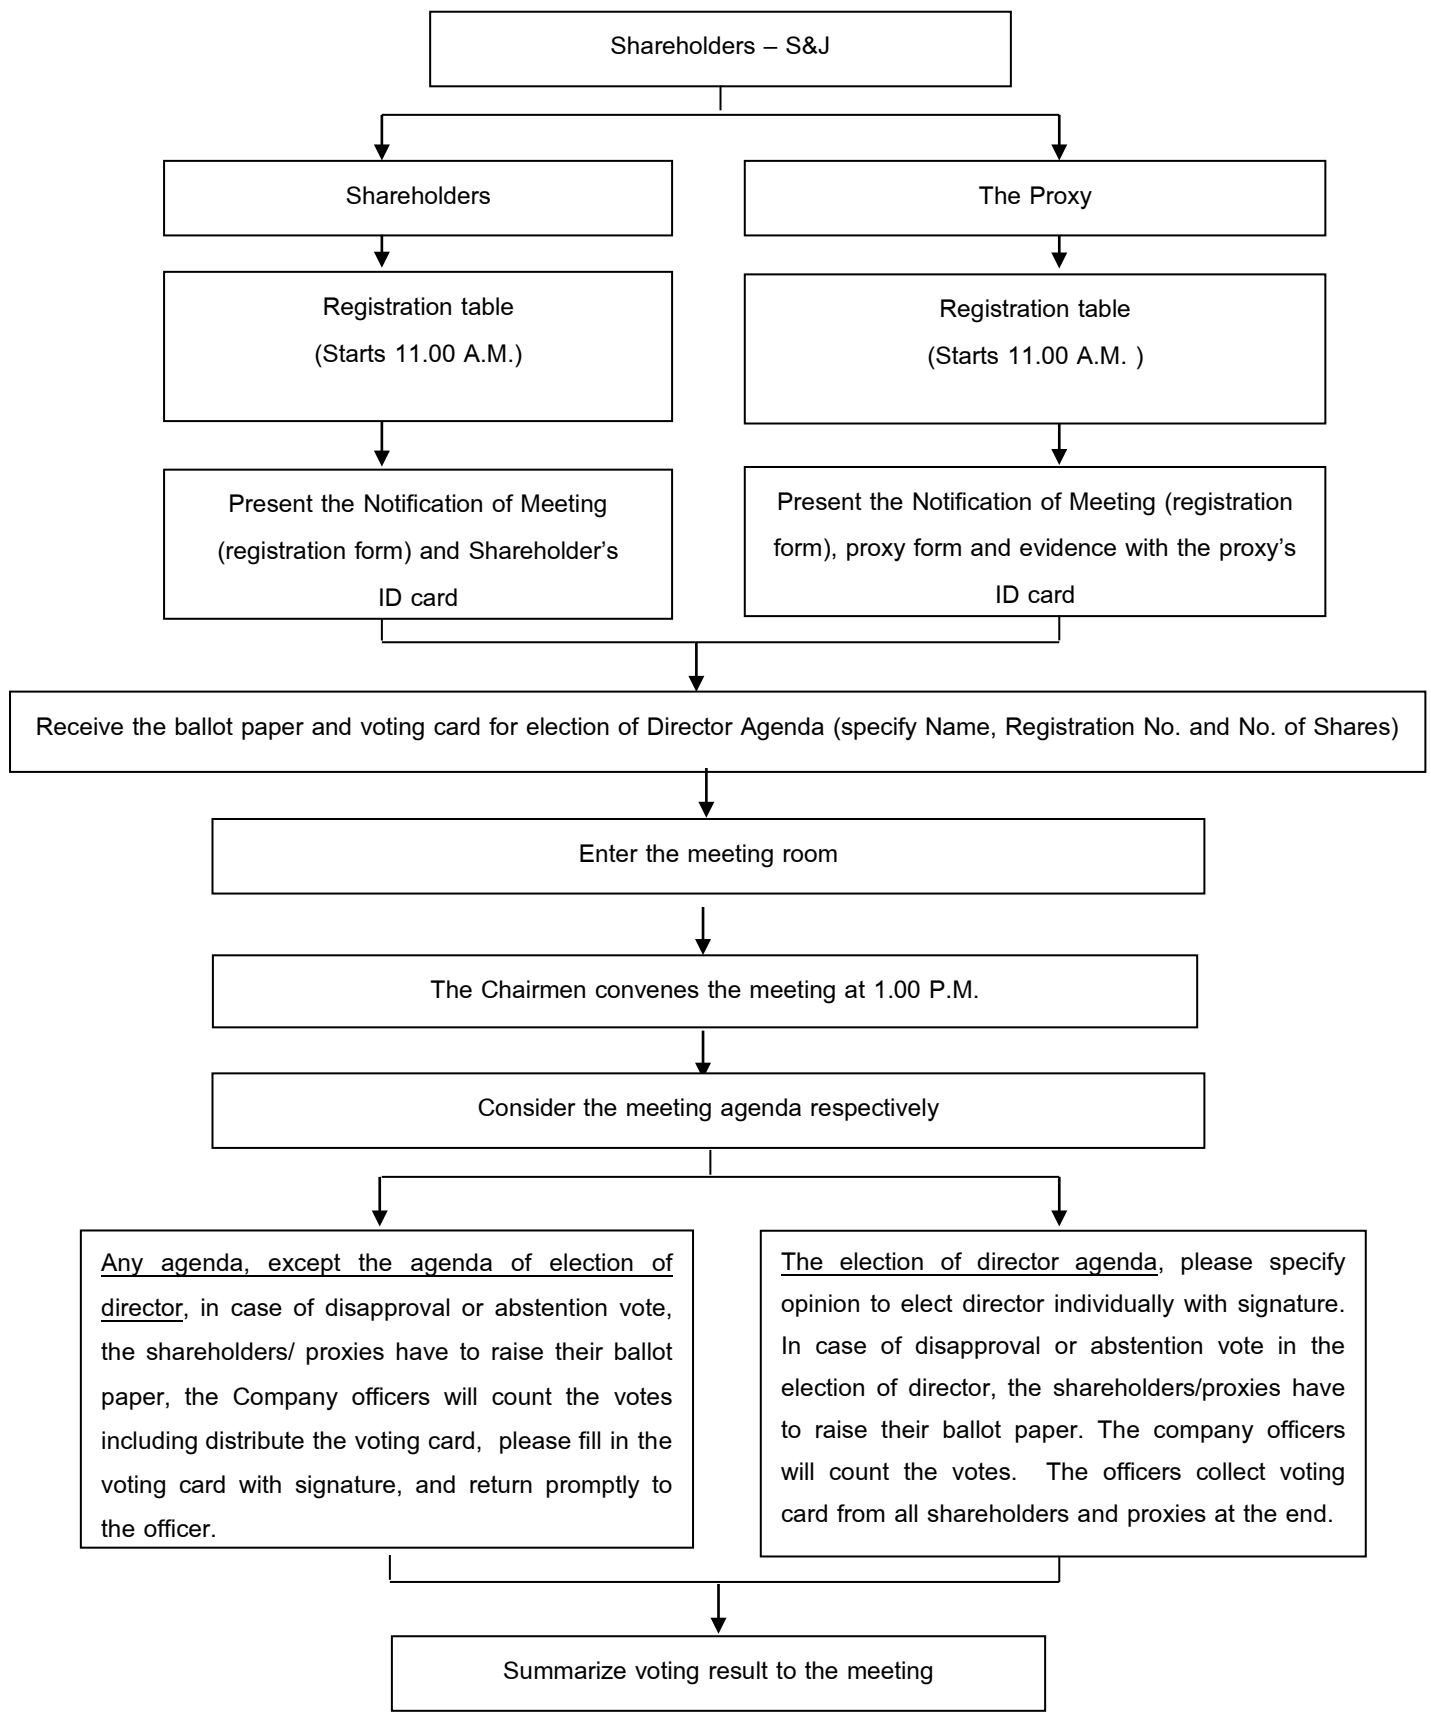 Shareholders – S&J
Shareholders
The Proxy
Registration table
(Starts 11.00 A.M.)
Registration table
(Starts 11.00 A.M. )
Present the Notification of Meeting
(registration form) and Shareholder’s
ID card
Present the Notification of Meeting (registration
form), proxy form and evidence with the proxy’s
ID card
Receive the ballot paper and voting card for election of Director Agenda (specify Name, Registration No. and No. of Shares)
Enter the meeting room
The Chairmen convenes the meeting at 1.00 P.M.
Consider the meeting agenda respectively
Any agenda, except the agenda of election of
director, in case of disapproval or abstention vote,
the shareholders/ proxies have to raise their ballot
paper, the Company officers will count the votes
including distribute the voting card,  please fill in the
voting card with signature, and return promptly to
the officer.
The election of director agenda, please specify
opinion to elect director individually with signature.
In case of disapproval or abstention vote in the
election of director, the shareholders/proxies have
to raise their ballot paper. The company officers
will count the votes.  The officers collect voting
card from all shareholders and proxies at the end.
Summarize voting result to the meeting